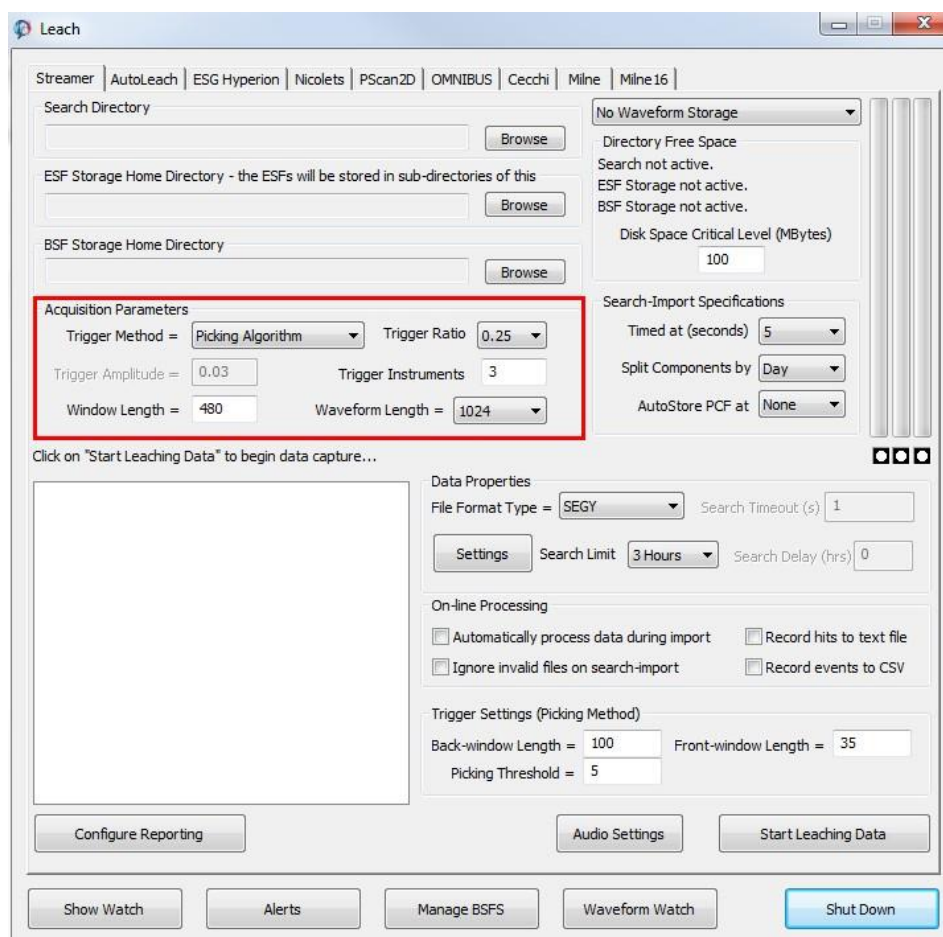 Leach
Streamer AutoLeach ESG Hyperion Nicolets PScan2D OMNIBUS Cecchi Milne Milne16
Search Directory
Browse
ESF Storage Home Directory - the ESFs will be stored in sub-directories of this
Browse
BSF Storage Home Directory
Browse
No Waveform Storage
Directory Free Space
Search not active.
ESF Storage not active.
BSF Storage not active.
Disk Space Critical Level (MBytes)
100
Acquisition Parameters
Trigger Method = Picking Algorithm Trigger Ratio 0.25
Trigger Amplitude = 0.03 Trigger Instruments 3
Window Length = 480 Waveform Length = 1024
Search-Import Specifications
Timed at (seconds) 5
Split Components by Day
AutoStore PCF at None
Click on "Start Leaching Data" to begin data capture...
Data Properties
File Format Type = SEGY Search Timeout (s) 1
Settings Search Limit 3 Hours Search Delay (hrs) 0
On-line Processing
Automatically process data during import Record hits to text file
Ignore invalid files on search-import Record events to CSV
Trigger Settings (Picking Method)
Back-window Length = 100 Front-window Length = 35
Picking Threshold = 5
Configure Reporting Audio Settings Start Leaching Data
Show Watch Alerts Manage BSFS Waveform Watch Shut Down